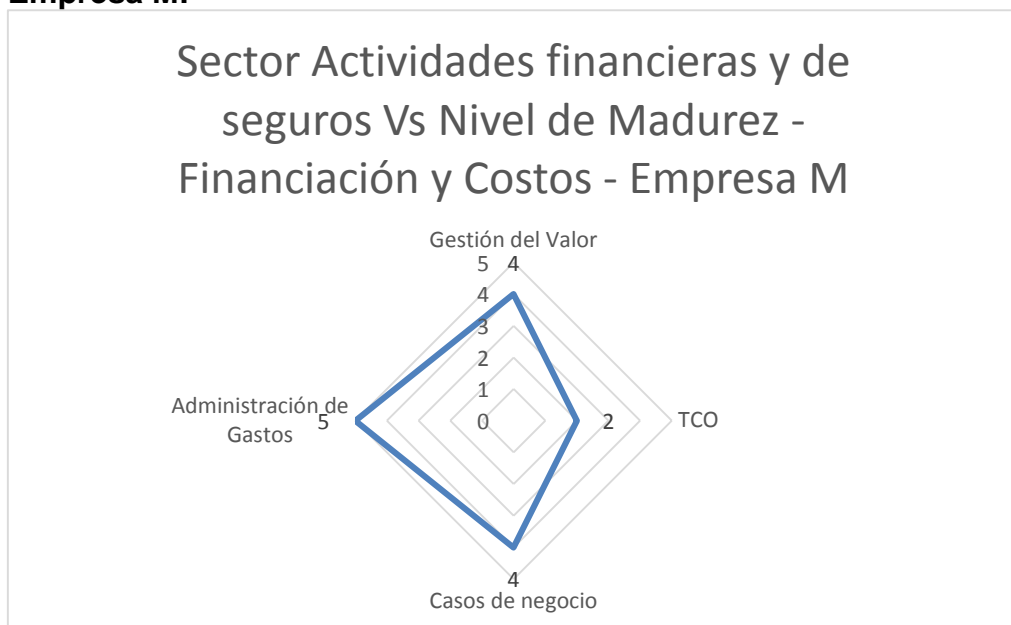 Empresa M.
Sector Actividades financieras y de
seguros Vs Nivel de Madurez -
Financiación y Costos - Empresa M
Gestión del Valor
5 4
4
3
2
1
0
2 TCO
Administración de
Gastos 5
4
Casos de negocio